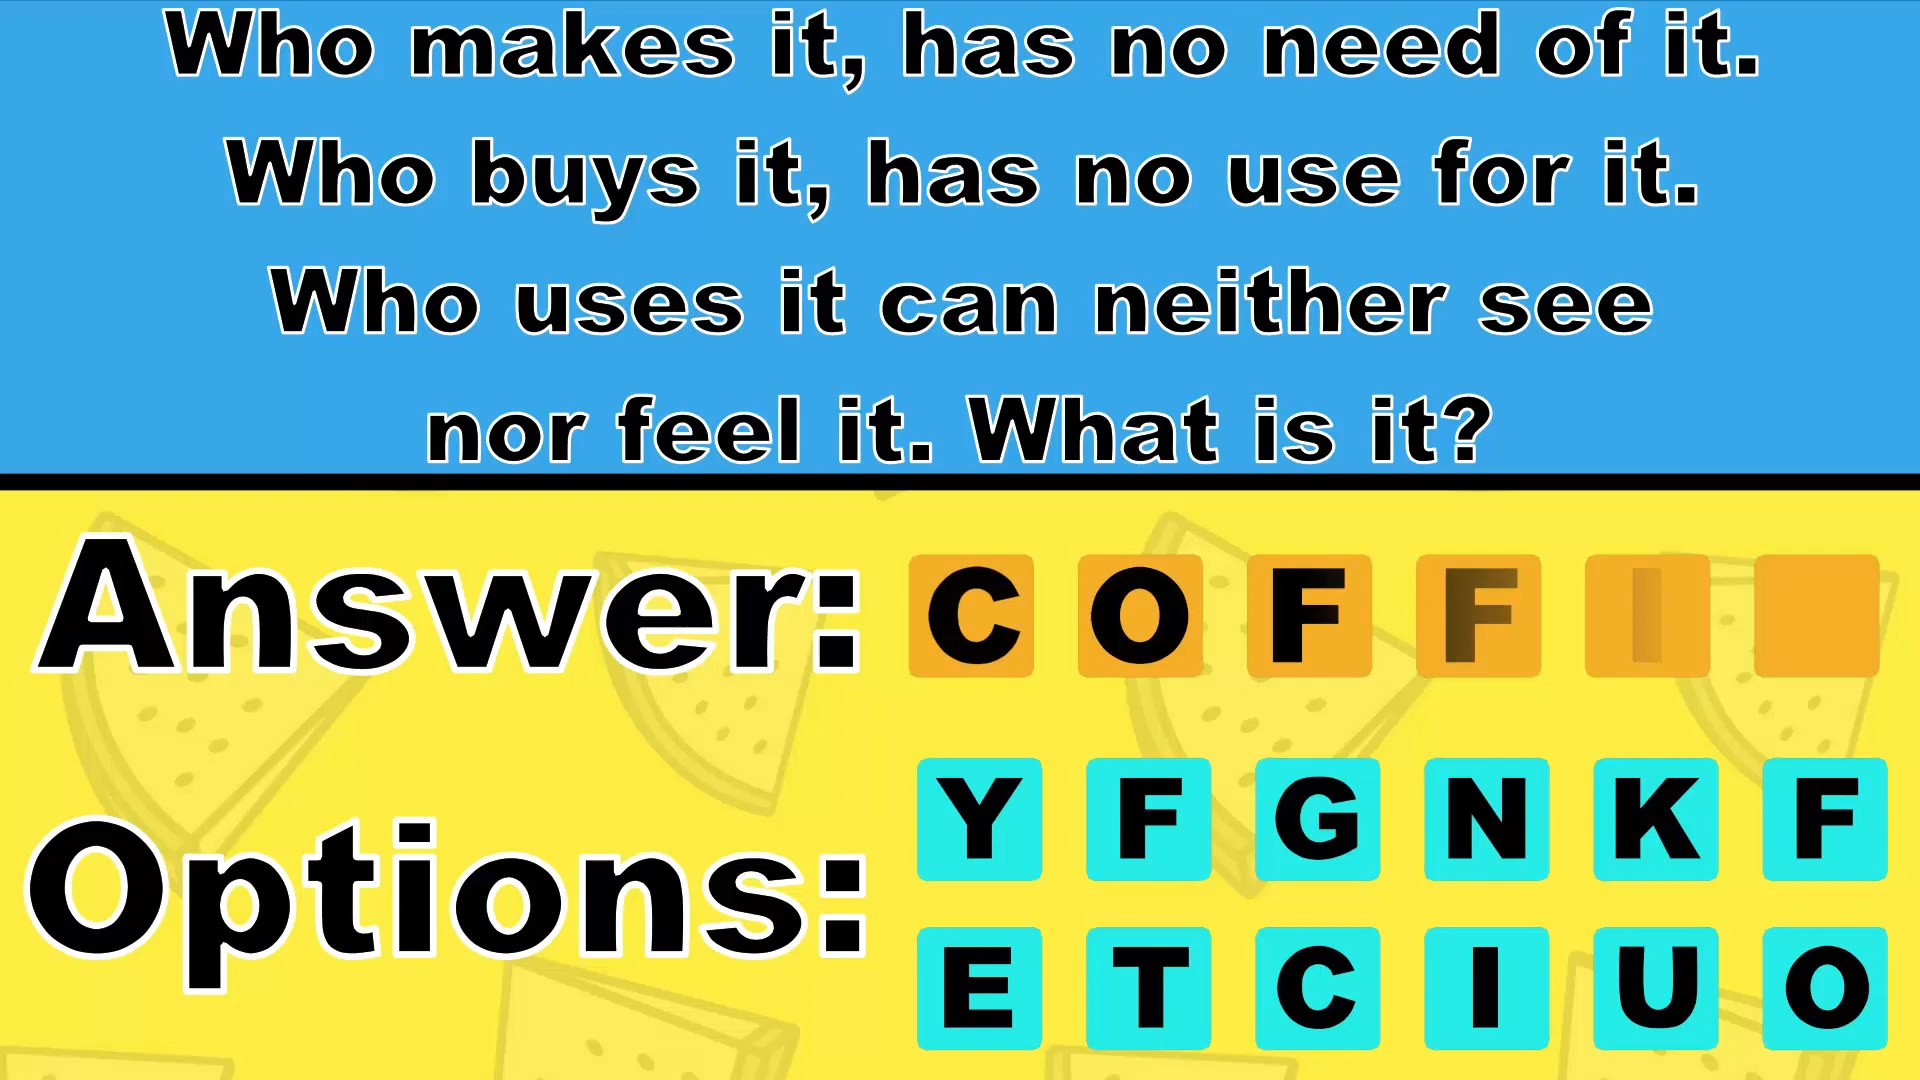 Who makes it, has no need of it.
Who buys it, has no use for it.
Who uses it can neither see
nor feel it. What is it?
Answer: C O F F I
Options:
Y F G N K F
E T C I U O